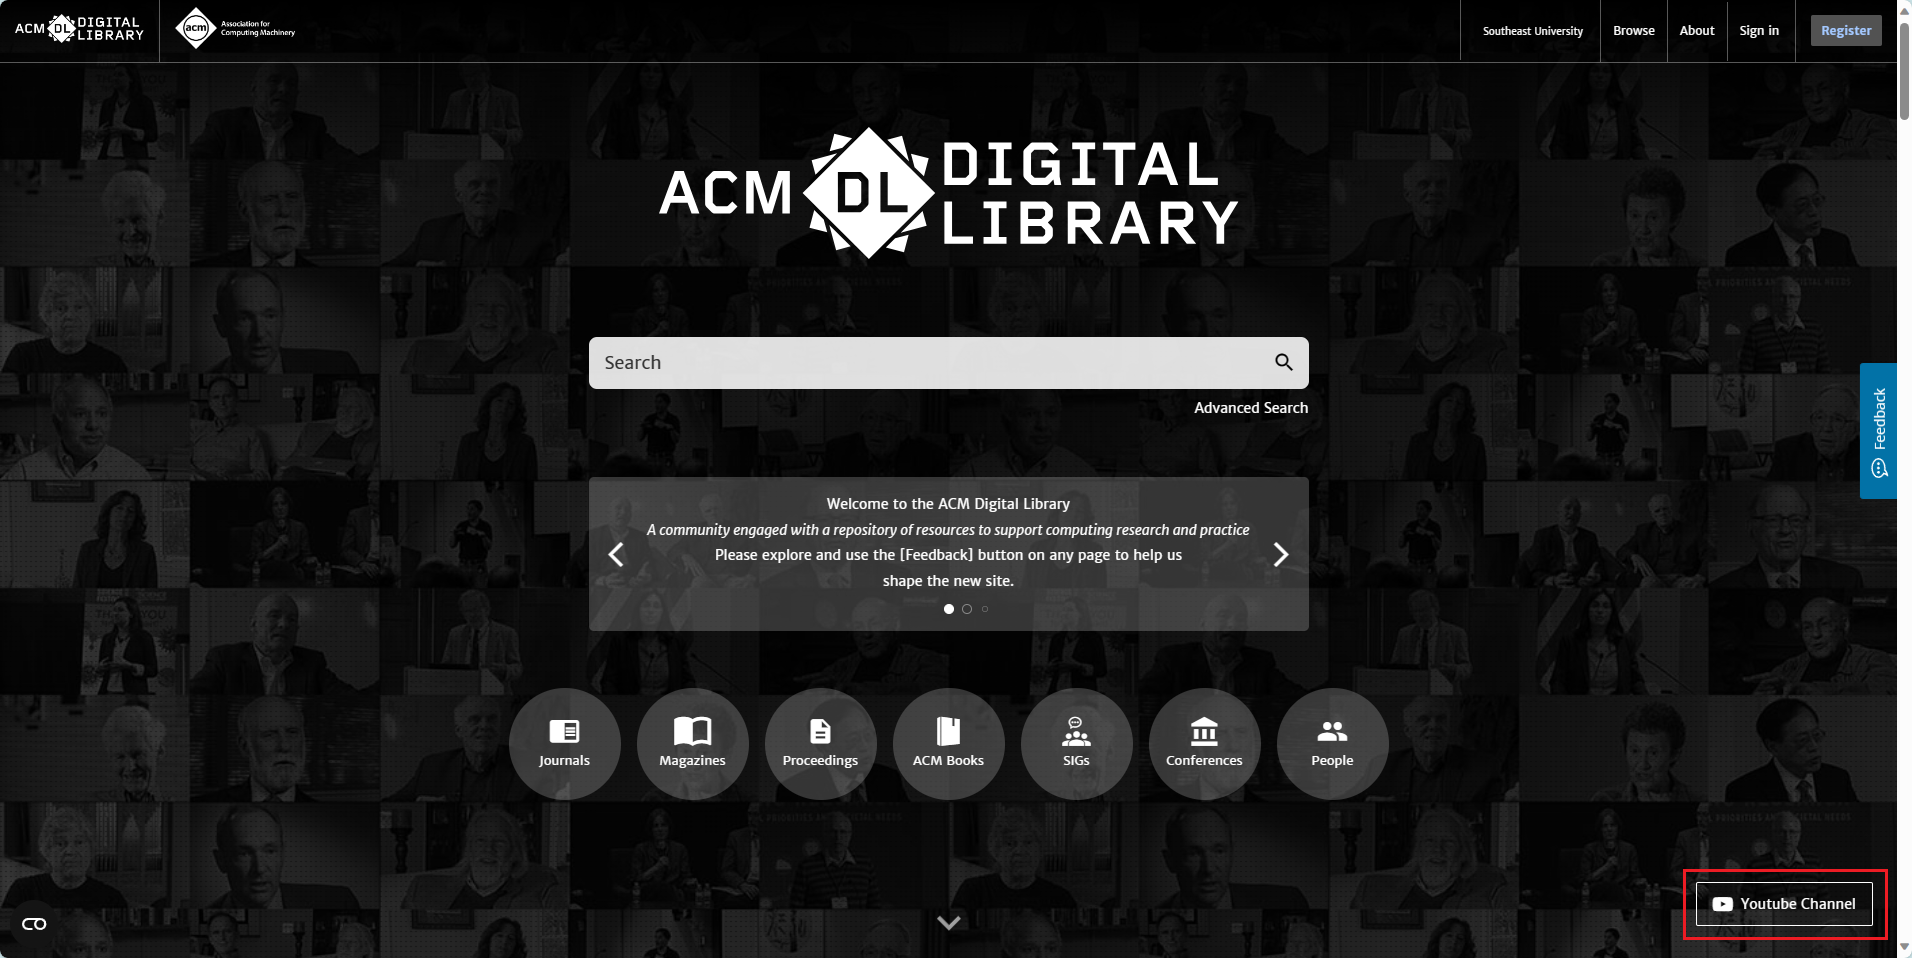 ACM DL DIGITAL LIBRARY
acm Association for Computing Machinery
Southeast University
Browse
About
Sign in
Register
ACM DL DIGITAL LIBRARY
Search
Advanced Search
Feedback
Welcome to the ACM Digital Library
A community engaged with a repository of resources to support computing research and practice
Please explore and use the [Feedback] button on any page to help us
shape the new site.
Journals
Magazines
Proceedings
ACM Books
SIGs
Conferences
People
Youtube Channel